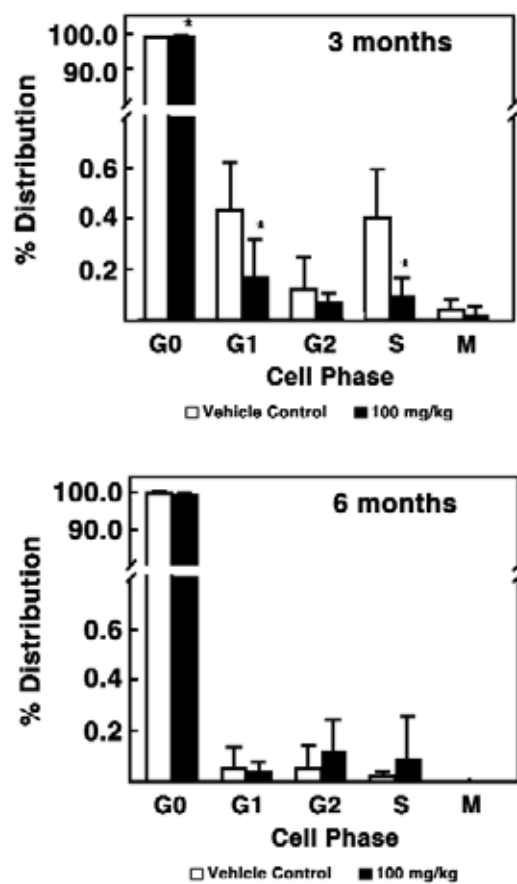 3 months
% Distribution
100.0
90.0
0.6
0.4
0.2
*
*
*
G0 G1 G2 S M
Cell Phase
□ Vehicle Control ■ 100 mg/kg
6 months
% Distribution
100.0
90.0
0.6
0.4
0.2
G0 G1 G2 S M
Cell Phase
□ Vehicle Control ■ 100 mg/kg